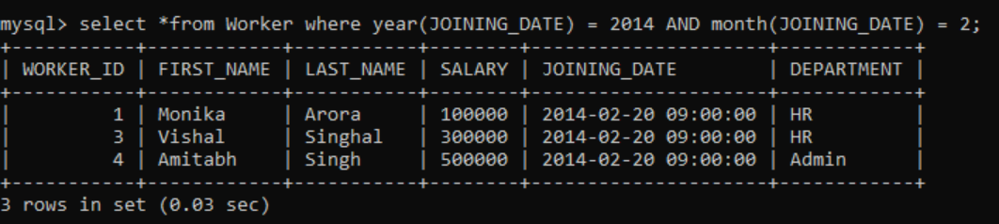 mysql> select *from Worker where year(JOINING_DATE) = 2014 AND month(JOINING_DATE) = 2;
+-----------+------------+-----------+--------+---------------------+------------+
| WORKER_ID | FIRST_NAME | LAST_NAME | SALARY | JOINING_DATE        | DEPARTMENT |
+-----------+------------+-----------+--------+---------------------+------------+
|         1 | Monika     | Arora     | 100000 | 2014-02-20 09:00:00 | HR         |
|         3 | Vishal     | Singhal   | 300000 | 2014-02-20 09:00:00 | HR         |
|         4 | Amitabh    | Singh     | 500000 | 2014-02-20 09:00:00 | Admin      |
+-----------+------------+-----------+--------+---------------------+------------+
3 rows in set (0.03 sec)